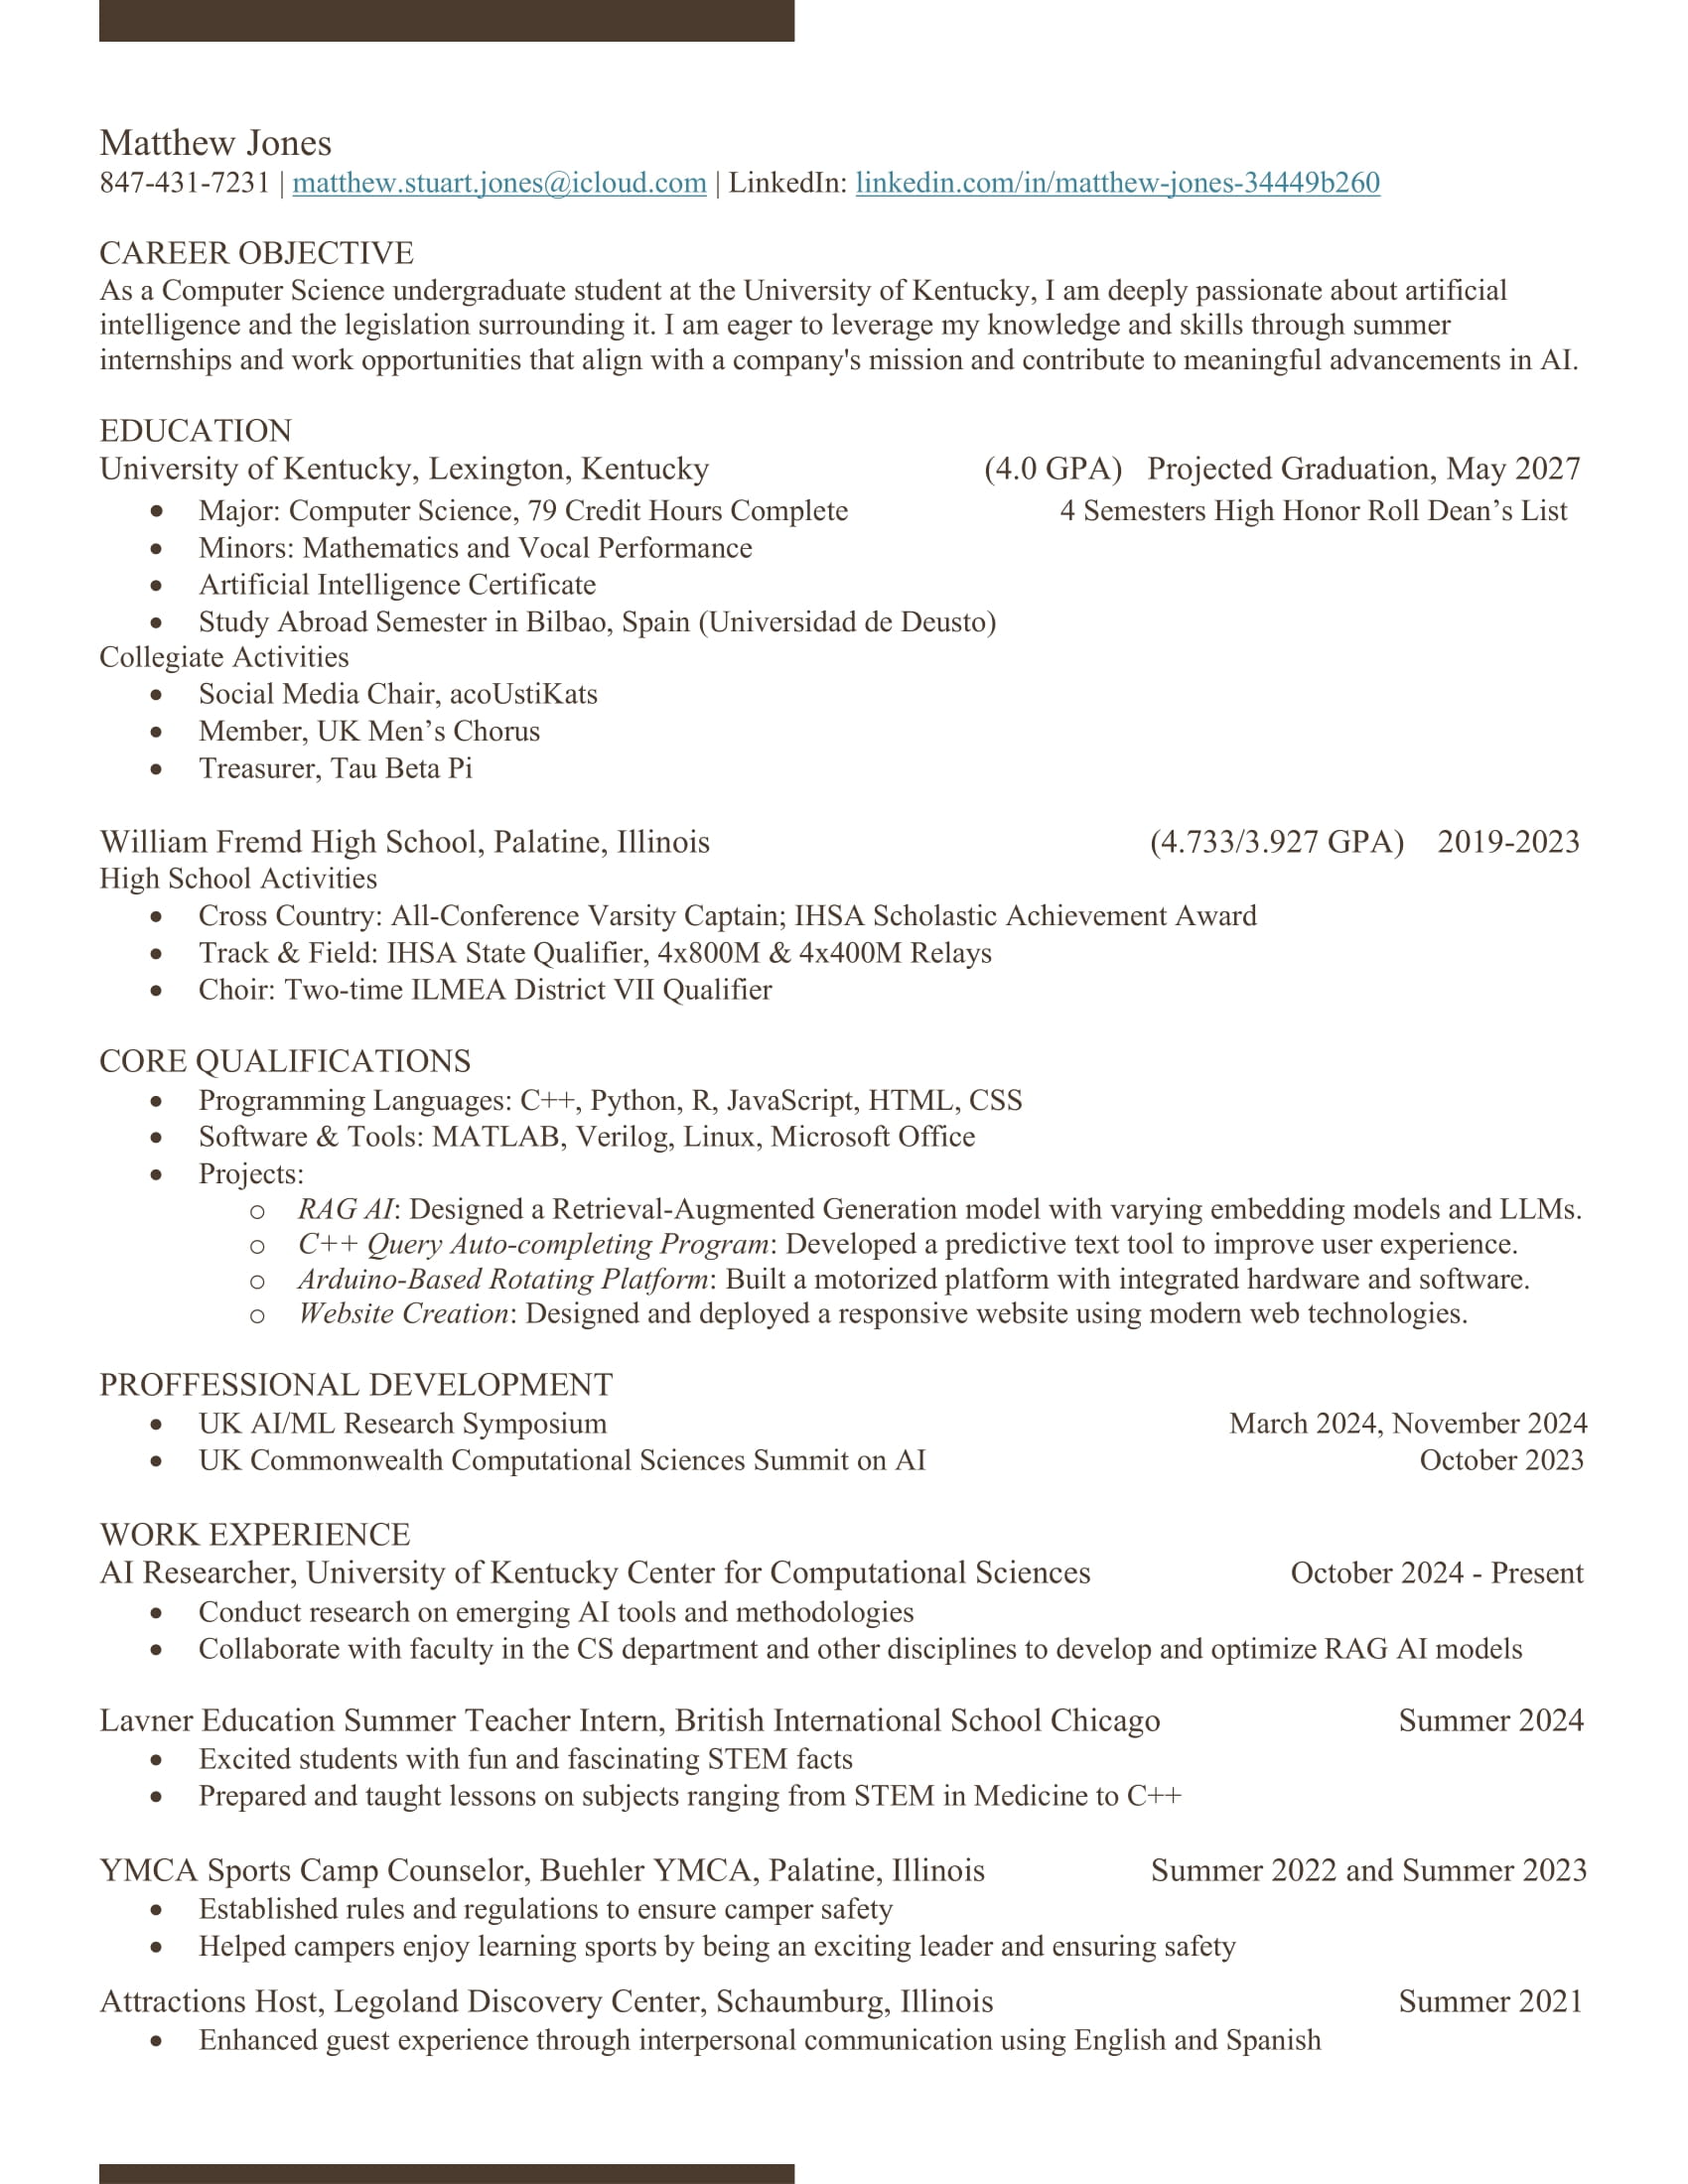 Matthew Jones
847-431-7231 | matthew.stuart.jones@icloud.com | LinkedIn: linkedin.com/in/matthew-jones-34449b260
CAREER OBJECTIVE
As a Computer Science undergraduate student at the University of Kentucky, I am deeply passionate about artificial
intelligence and the legislation surrounding it. I am eager to leverage my knowledge and skills through summer
internships and work opportunities that align with a company's mission and contribute to meaningful advancements in AI.
EDUCATION
University of Kentucky, Lexington, Kentucky (4.0 GPA) Projected Graduation, May 2027
• Major: Computer Science, 79 Credit Hours Complete 4 Semesters High Honor Roll Dean’s List
• Minors: Mathematics and Vocal Performance
• Artificial Intelligence Certificate
• Study Abroad Semester in Bilbao, Spain (Universidad de Deusto)
Collegiate Activities
• Social Media Chair, acoUstiKats
• Member, UK Men’s Chorus
• Treasurer, Tau Beta Pi
William Fremd High School, Palatine, Illinois (4.733/3.927 GPA) 2019-2023
High School Activities
• Cross Country: All-Conference Varsity Captain; IHSA Scholastic Achievement Award
• Track & Field: IHSA State Qualifier, 4x800M & 4x400M Relays
• Choir: Two-time ILMEA District VII Qualifier
CORE QUALIFICATIONS
• Programming Languages: C++, Python, R, JavaScript, HTML, CSS
• Software & Tools: MATLAB, Verilog, Linux, Microsoft Office
• Projects:
o RAG AI: Designed a Retrieval-Augmented Generation model with varying embedding models and LLMs.
o C++ Query Auto-completing Program: Developed a predictive text tool to improve user experience.
o Arduino-Based Rotating Platform: Built a motorized platform with integrated hardware and software.
o Website Creation: Designed and deployed a responsive website using modern web technologies.
PROFFESSIONAL DEVELOPMENT
• UK AI/ML Research Symposium March 2024, November 2024
• UK Commonwealth Computational Sciences Summit on AI October 2023
WORK EXPERIENCE
AI Researcher, University of Kentucky Center for Computational Sciences October 2024 - Present
• Conduct research on emerging AI tools and methodologies
• Collaborate with faculty in the CS department and other disciplines to develop and optimize RAG AI models
Lavner Education Summer Teacher Intern, British International School Chicago Summer 2024
• Excited students with fun and fascinating STEM facts
• Prepared and taught lessons on subjects ranging from STEM in Medicine to C++
YMCA Sports Camp Counselor, Buehler YMCA, Palatine, Illinois Summer 2022 and Summer 2023
• Established rules and regulations to ensure camper safety
• Helped campers enjoy learning sports by being an exciting leader and ensuring safety
Attractions Host, Legoland Discovery Center, Schaumburg, Illinois Summer 2021
• Enhanced guest experience through interpersonal communication using English and Spanish